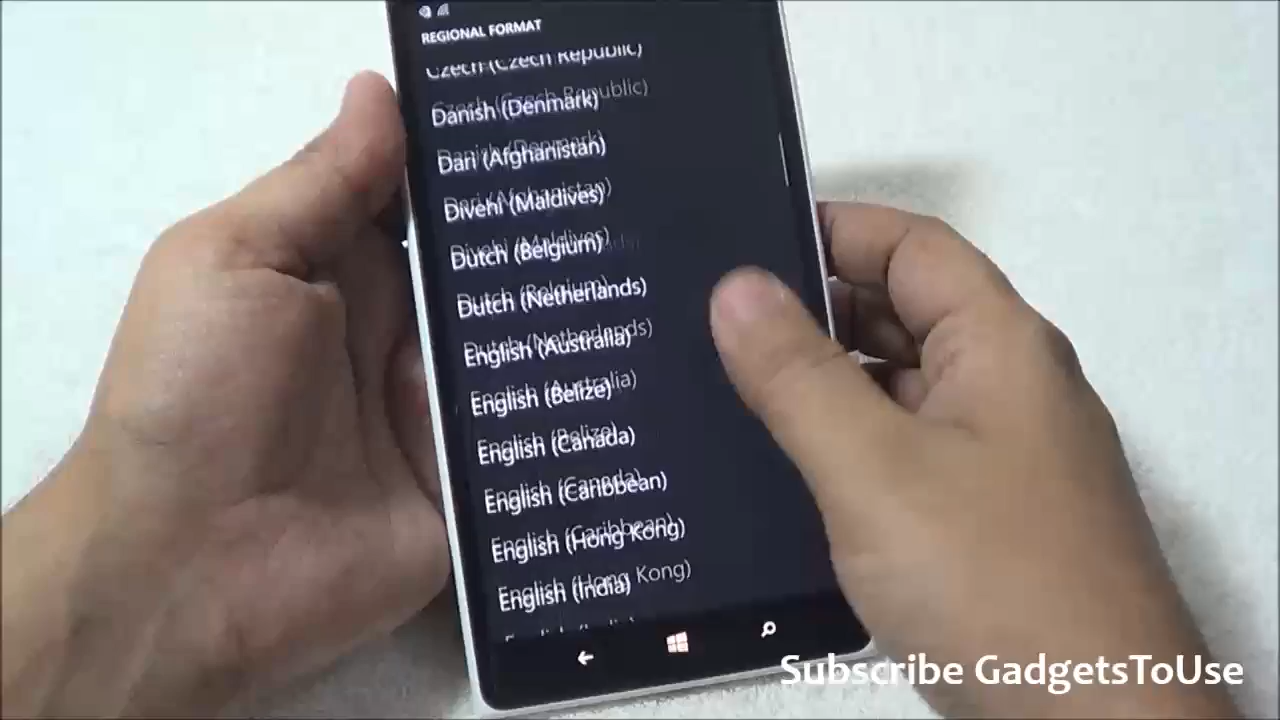 REGIONAL FORMAT
Czech (Czech Republic)
Danish (Denmark)
Dari (Afghanistan)
Divehi (Maldives)
Dutch (Belgium)
Dutch (Netherlands)
English (Australia)
English (Belize)
English (Canada)
English (Caribbean)
English (Hong Kong)
English (India)
Subscribe GadgetsToUse